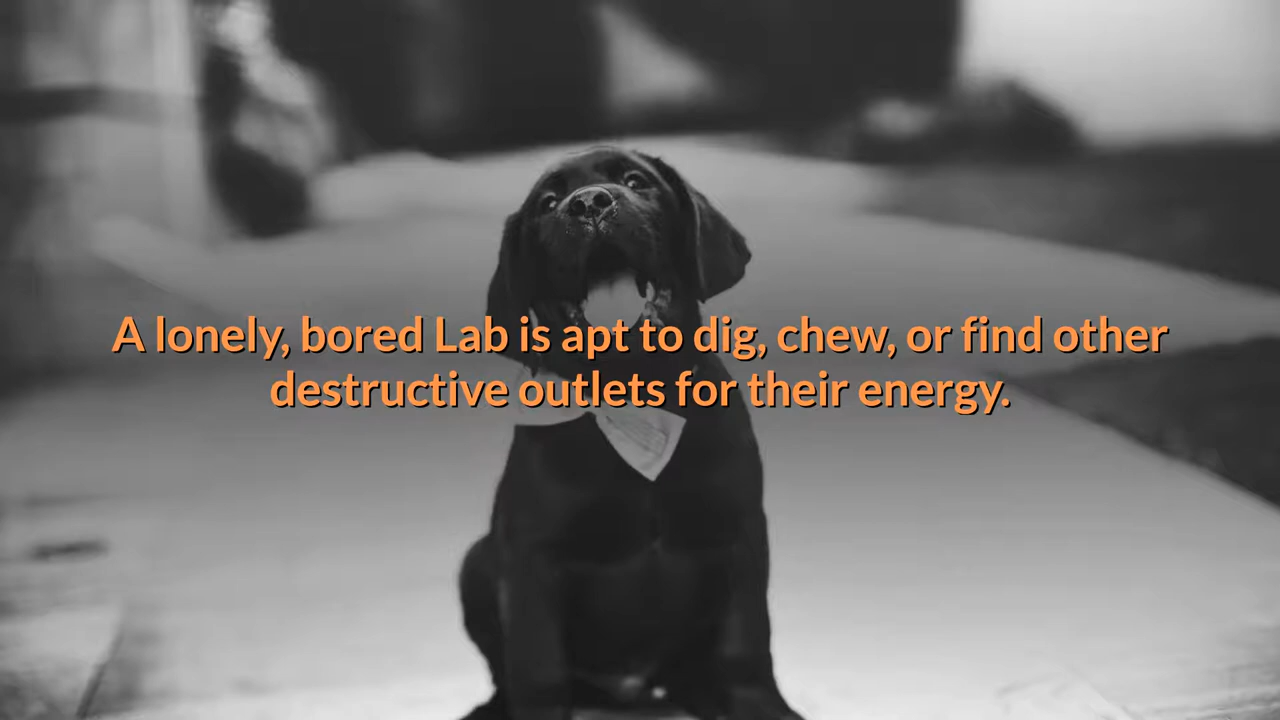 A lonely, bored Lab is apt to dig, chew, or find other
destructive outlets for their energy.